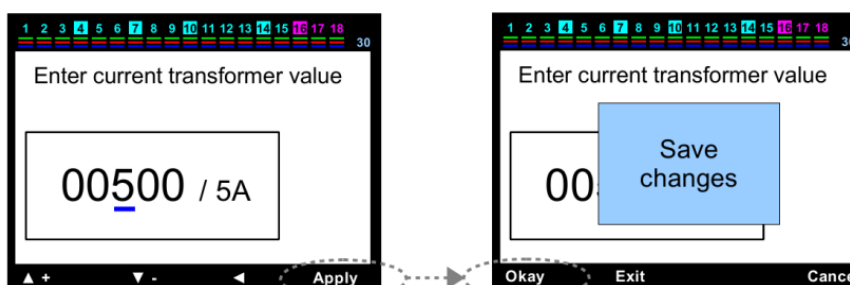 1 2 3 4 5 6 7 8 9 10 11 12 13 14 15 16 17 18
30
Enter current transformer value
00500 / 5A
▲ + ▼ - ◄ Apply
1 2 3 4 5 6 7 8 9 10 11 12 13 14 15 16 17 18
Enter current transformer value
Save
changes
00
Okay Exit